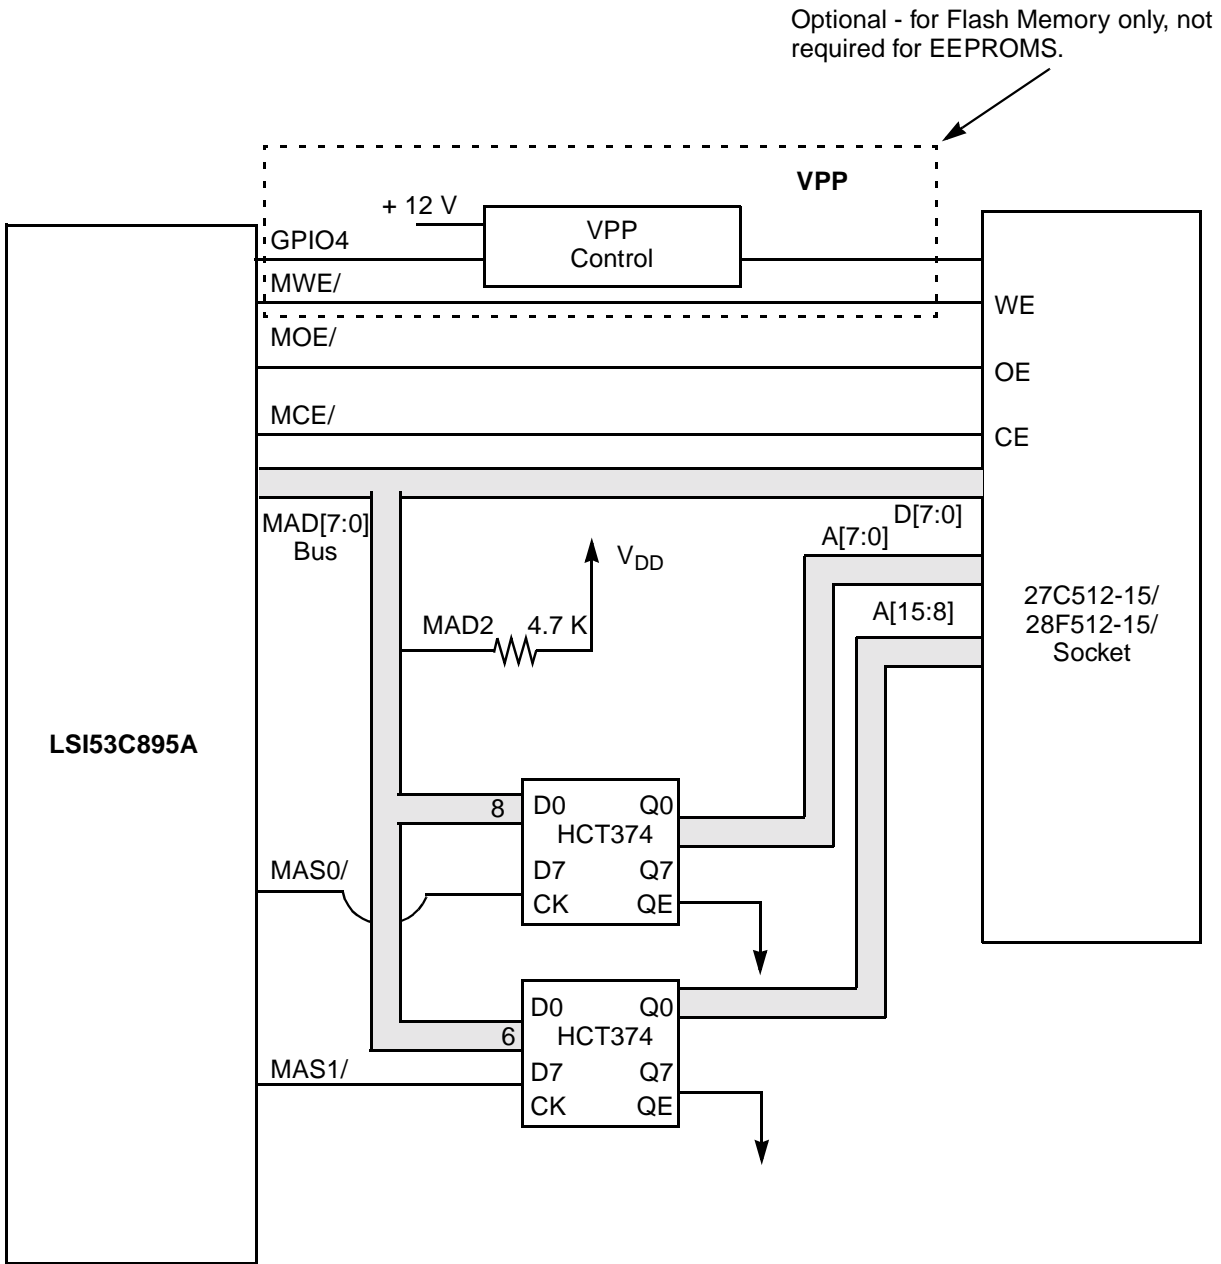 Optional - for Flash Memory only, not
required for EEPROMS.
VPP
+ 12 V
VPP
Control
GPIO4
MWE/
WE
MOE/
OE
MCE/
CE
MAD[7:0]
Bus
D[7:0]
A[7:0]
VDD
MAD2
4.7 K
A[15:8]
27C512-15/
28F512-15/
Socket
LSI53C895A
8
D0 Q0
HCT374
D7 Q7
CK QE
MAS0/
D0 Q0
6
HCT374
D7 Q7
CK QE
MAS1/